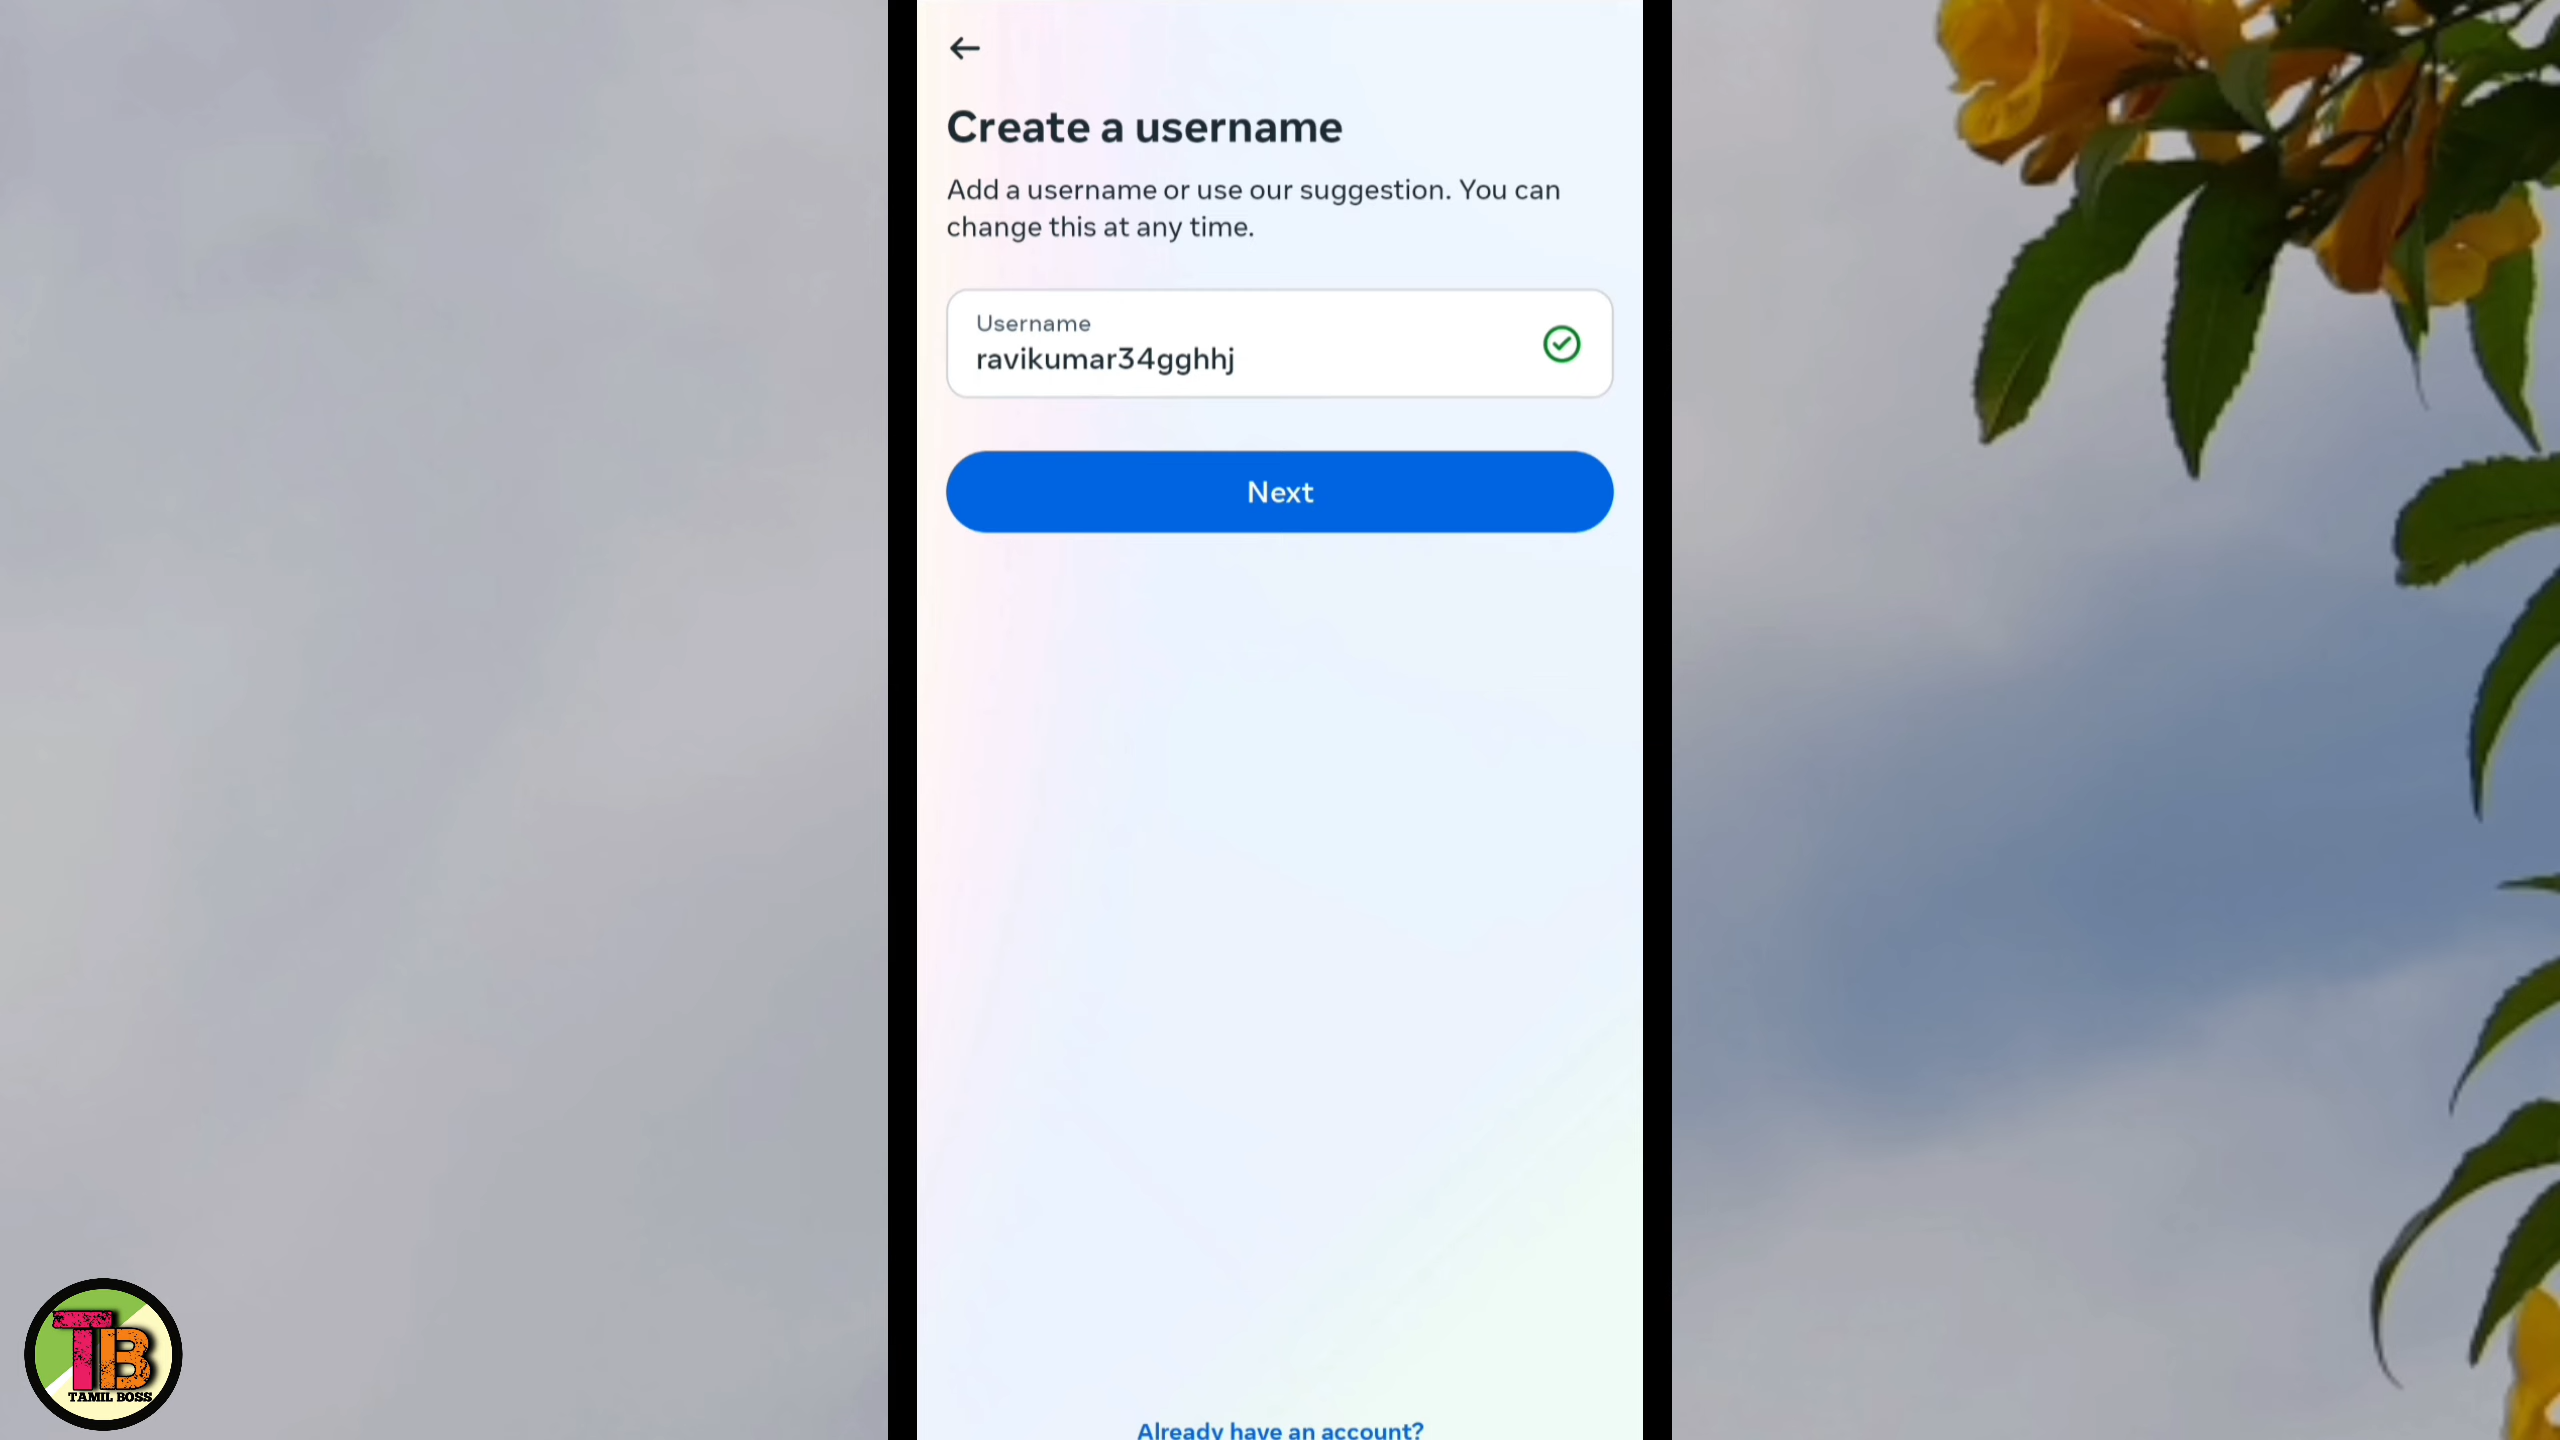 Create a username
Add a username or use our suggestion. You can
change this at any time.
Username
ravikumar34gghhj
Next
Already have an account?
TB
TAMIL BOSS